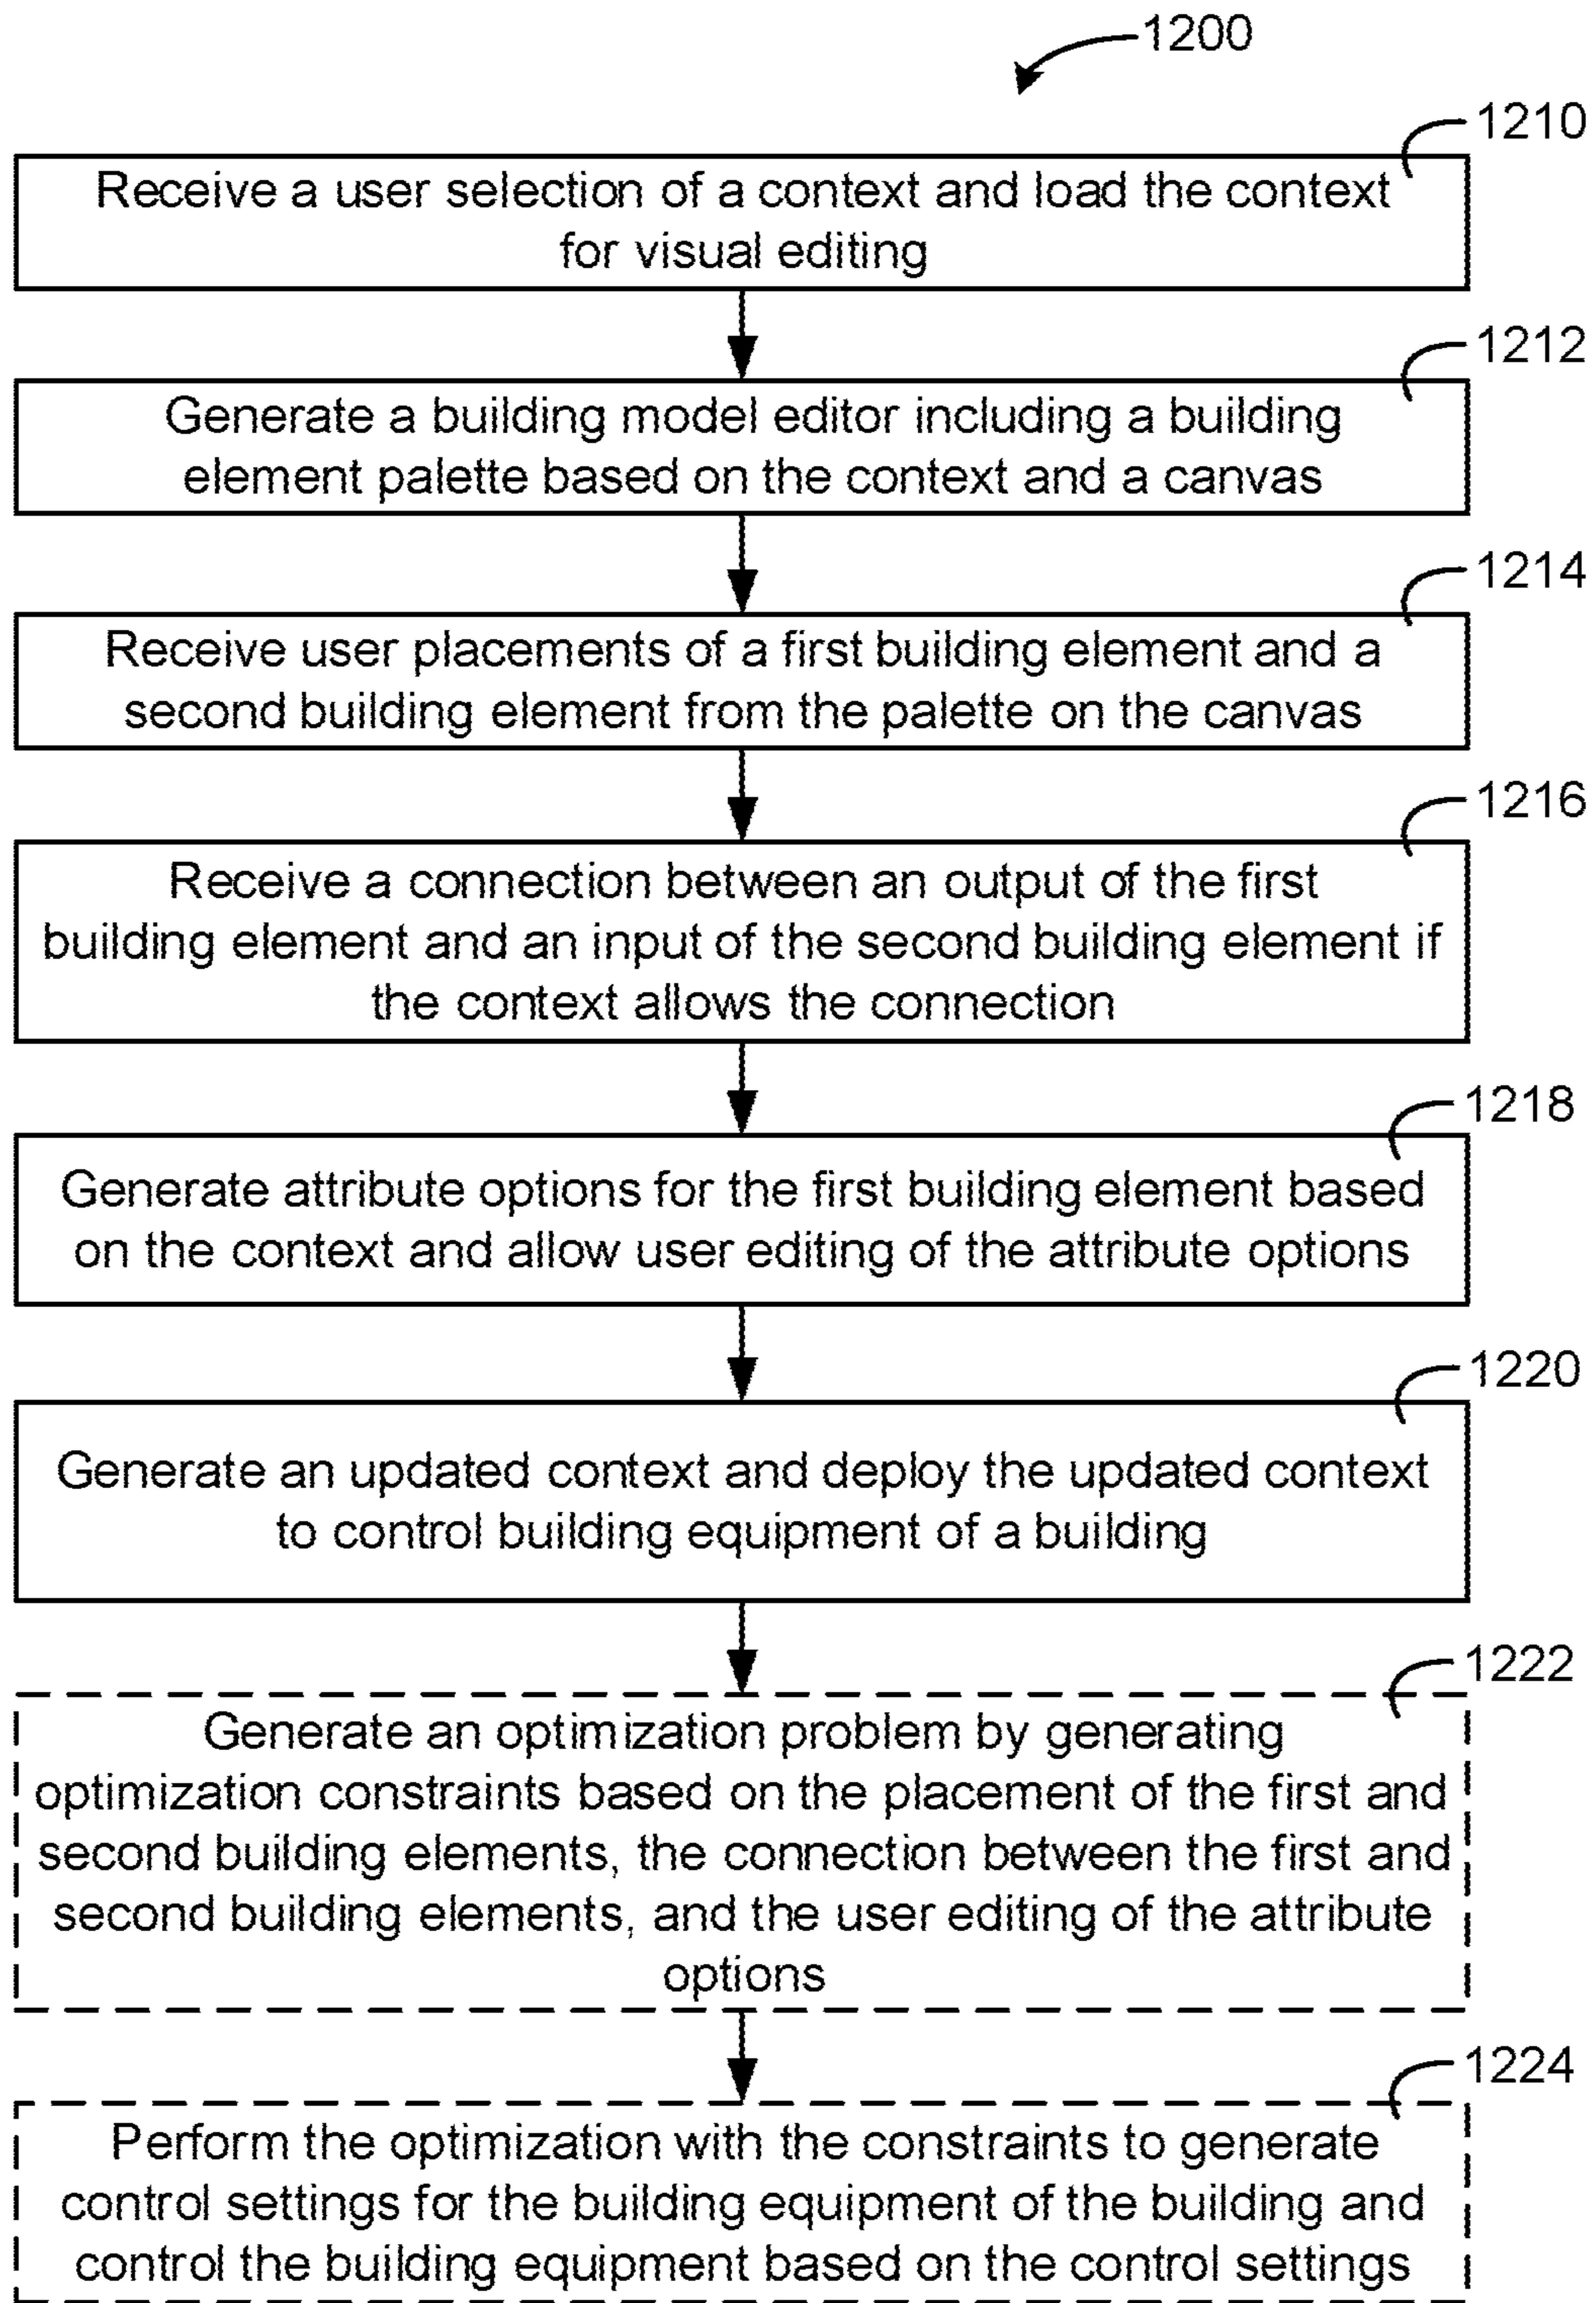 1200
1210
Receive a user selection of a context and load the context
for visual editing
1212
Generate a building model editor including a building
element palette based on the context and a canvas
1214
Receive user placements of a first building element and a
second building element from the palette on the canvas
1216
Receive a connection between an output of the first
building element and an input of the second building element if
the context allows the connection
1218
Generate attribute options for the first building element based
on the context and allow user editing of the attribute options
1220
Generate an updated context and deploy the updated context
to control building equipment of a building
1222
Generate an optimization problem by generating
optimization constraints based on the placement of the first and
second building elements, the connection between the first and
second building elements, and the user editing of the attribute
options
1224
Perform the optimization with the constraints to generate
control settings for the building equipment of the building and
control the building equipment based on the control settings